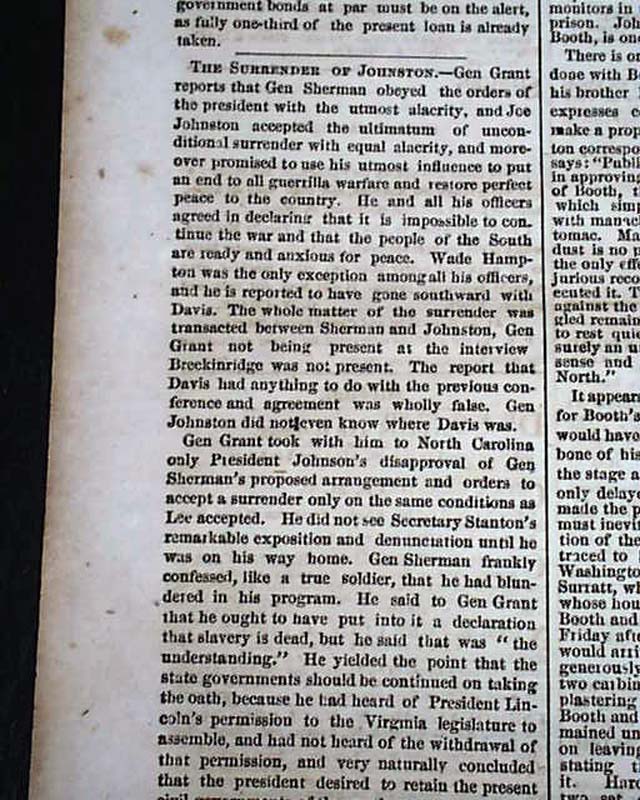 government bonds at par must be on the alert,
as fully one-third of the present loan is already
taken.
THE SURRENDER OF JOHNSTON.—Gen Grant
reports that Gen Sherman obeyed the orders of
the president with the utmost alacrity, and Joe
Johnston accepted the ultimatum of uncon-
ditional surrender with equal alacrity, and more-
over promised to use his utmost influence to put
an end to all guerrilla warfare and restore perfect
peace to the country. He and all his officers
agreed in declaring that it is impossible to con-
tinue the war and that the people of the South
are ready and anxious for peace. Wade Hamp-
ton was the only exception among all his officers,
and he is reported to have gone southward with
Davis. The whole matter of the surrender was
transacted between Sherman and Johnston, Gen
Grant not being present at the interview
Breekinridge was not present. The report that
Davis had anything to do with the previous con-
ference and agreement was wholly false. Gen
Johnston did not even know where Davis was.
Gen Grant took with him to North Carolina
only President Johnson's disapproval of Gen
Sherman's proposed arrangement and orders to
accept a surrender only on the same conditions as
Lee accepted. He did not see Secretary Stanton's
remarkable exposition and denunciation until he
was on his way home. Gen Sherman frankly
confessed, like a true soldier, that he had blun-
dered in his program. He said to Gen Grant
that he ought to have put into it a declaration
that slavery is dead, but he said that was "the
understanding." He yielded the point that the
state governments should be continued on taking
the oath, because he had heard of President Lin-
coln's permission to the Virginia legislature to
assemble, and had not heard of the withdrawal of
that permission, and very naturally concluded
that the president desired to retain the present
monitors in
prison.
Booth, is
There is
done with
his brother
expresses
make a
ton
says: "
in approving
of Booth,
which
with
tomac.
dust is no
the only
jurious
ecuted it.
against the
gled
to rest
surely an
sense and
North."
It
for Booth's
would have
bone of his
the stage
only
made the
must
tion of the
traced to
Washington
Surratt,
whose
Booth and
Friday
would
generously
two
plastering
Booth and
mained
on leaving
stating
it.